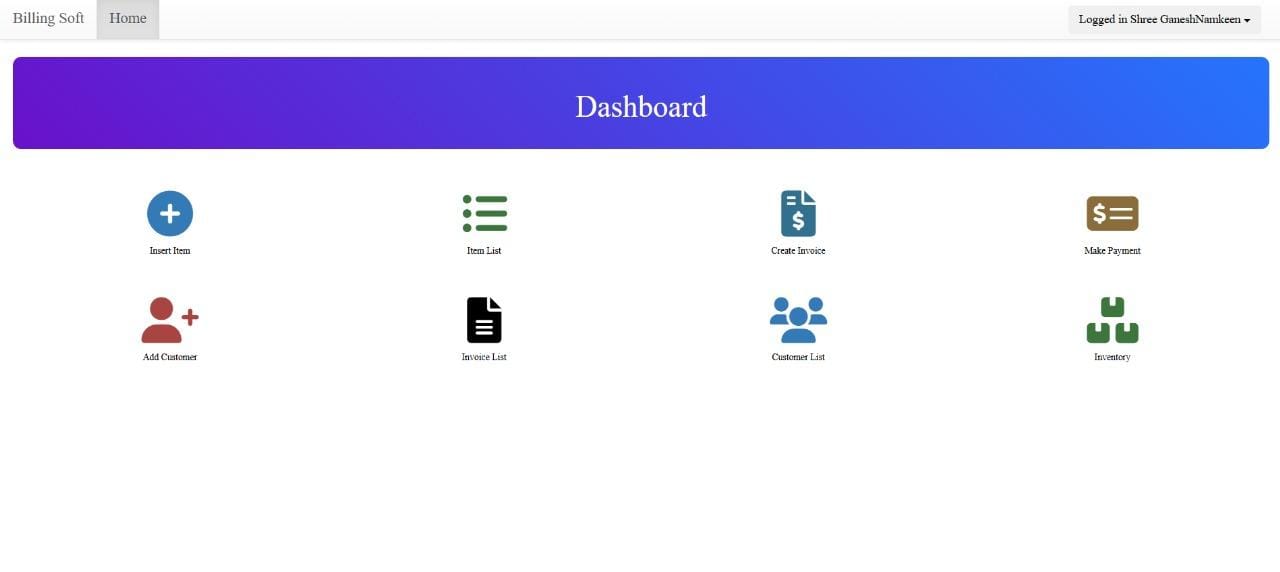 Billing Soft Home Logged in Shree GaneshNamkeen
Dashboard
Insert Item Item List Create Invoice Make Payment
Add Customer Invoice List Customer List Inventory